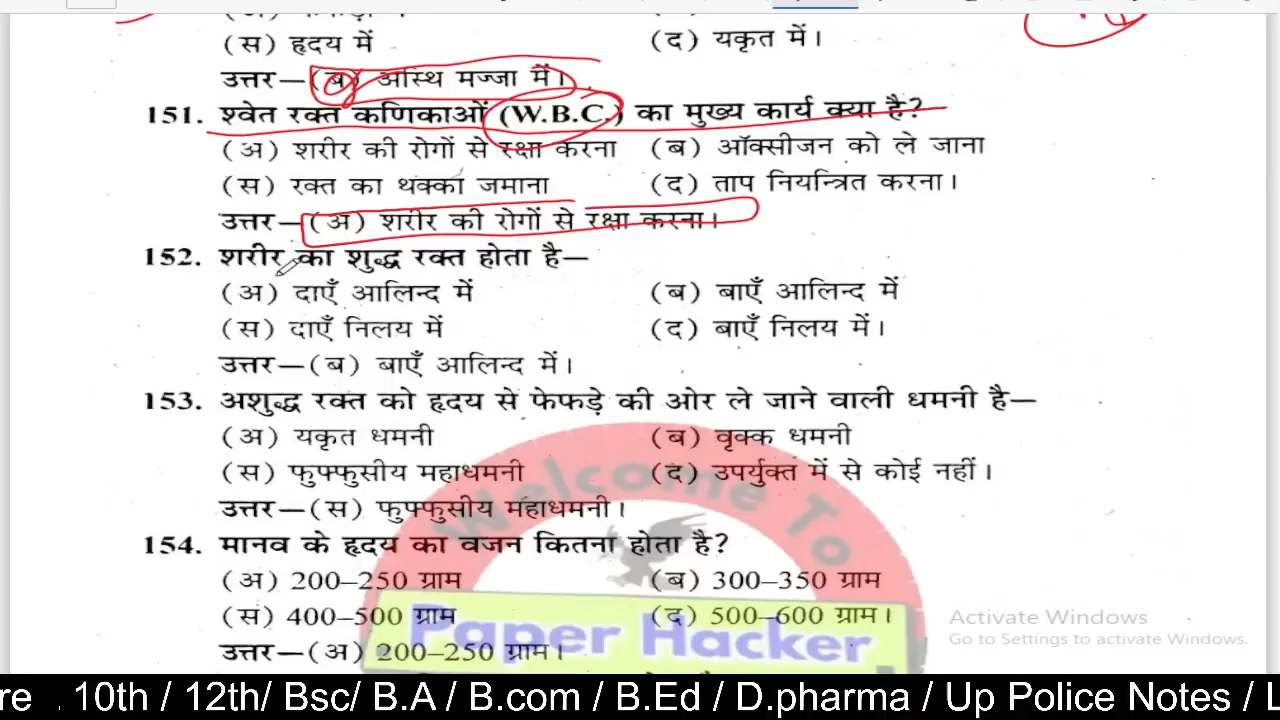 (स) हृदय में (द) यकृत में।
उत्तर—(ब) अस्थि मज्जा में।
151. श्वेत रक्त कणिकाओं (W.B.C.) का मुख्य कार्य क्या है?
(अ) शरीर की रोगों से रक्षा करना (ब) ऑक्सीजन को ले जाना
(स) रक्त का थक्का जमाना (द) ताप नियन्त्रित करना।
उत्तर—(अ) शरीर की रोगों से रक्षा करना।
152. शरीर का शुद्ध रक्त होता है—
(अ) दाएँ आलिन्द में (ब) बाएँ आलिन्द में
(स) दाएँ निलय में (द) बाएँ निलय में।
उत्तर—(ब) बाएँ आलिन्द में।
153. अशुद्ध रक्त को हृदय से फेफड़े की ओर ले जाने वाली धमनी है—
(अ) यकृत धमनी (ब) वृक्क धमनी
(स) फुफ्फुसीय महाधमनी (द) उपर्युक्त में से कोई नहीं।
उत्तर—(स) फुफ्फुसीय महाधमनी।
Welcome To
154. मानव के हृदय का वजन कितना होता है?
(अ) 200–250 ग्राम (ब) 300–350 ग्राम
(स) 400–500 ग्राम (द) 500–600 ग्राम।
Paper Hacker
उत्तर—(अ) 200–250 ग्राम।
Activate Windows
Go to Settings to activate Windows.
re . 10th / 12th/ Bsc/ B.A / B.com / B.Ed / D.pharma / Up Police Notes / L